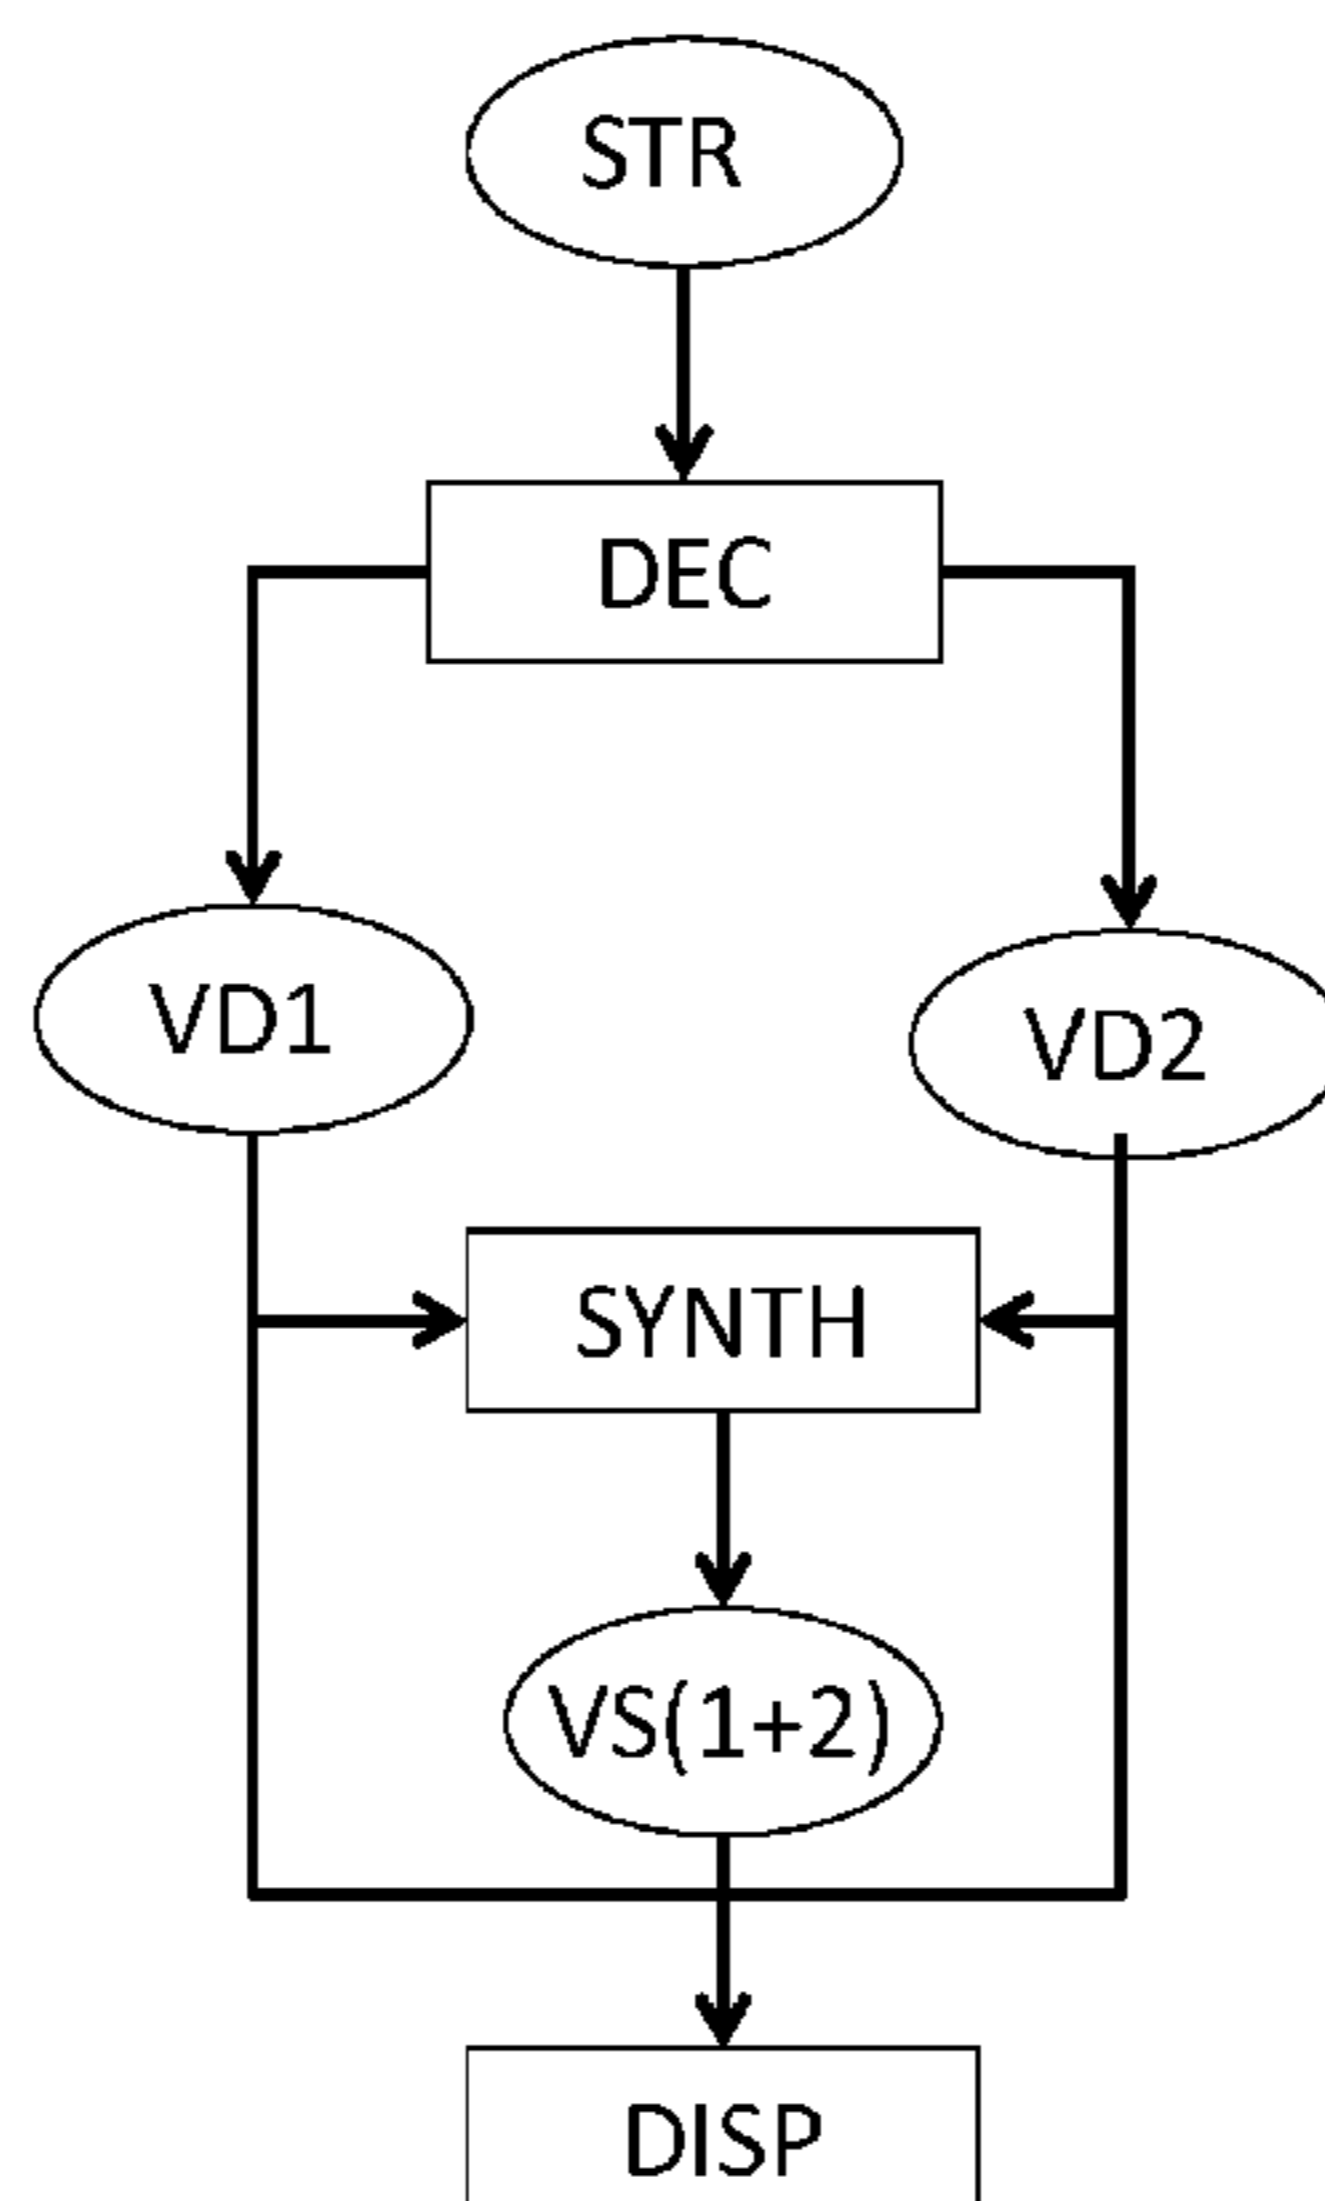 STR
DEC
VD1
VD2
SYNTH
VS(1+2)
DISP